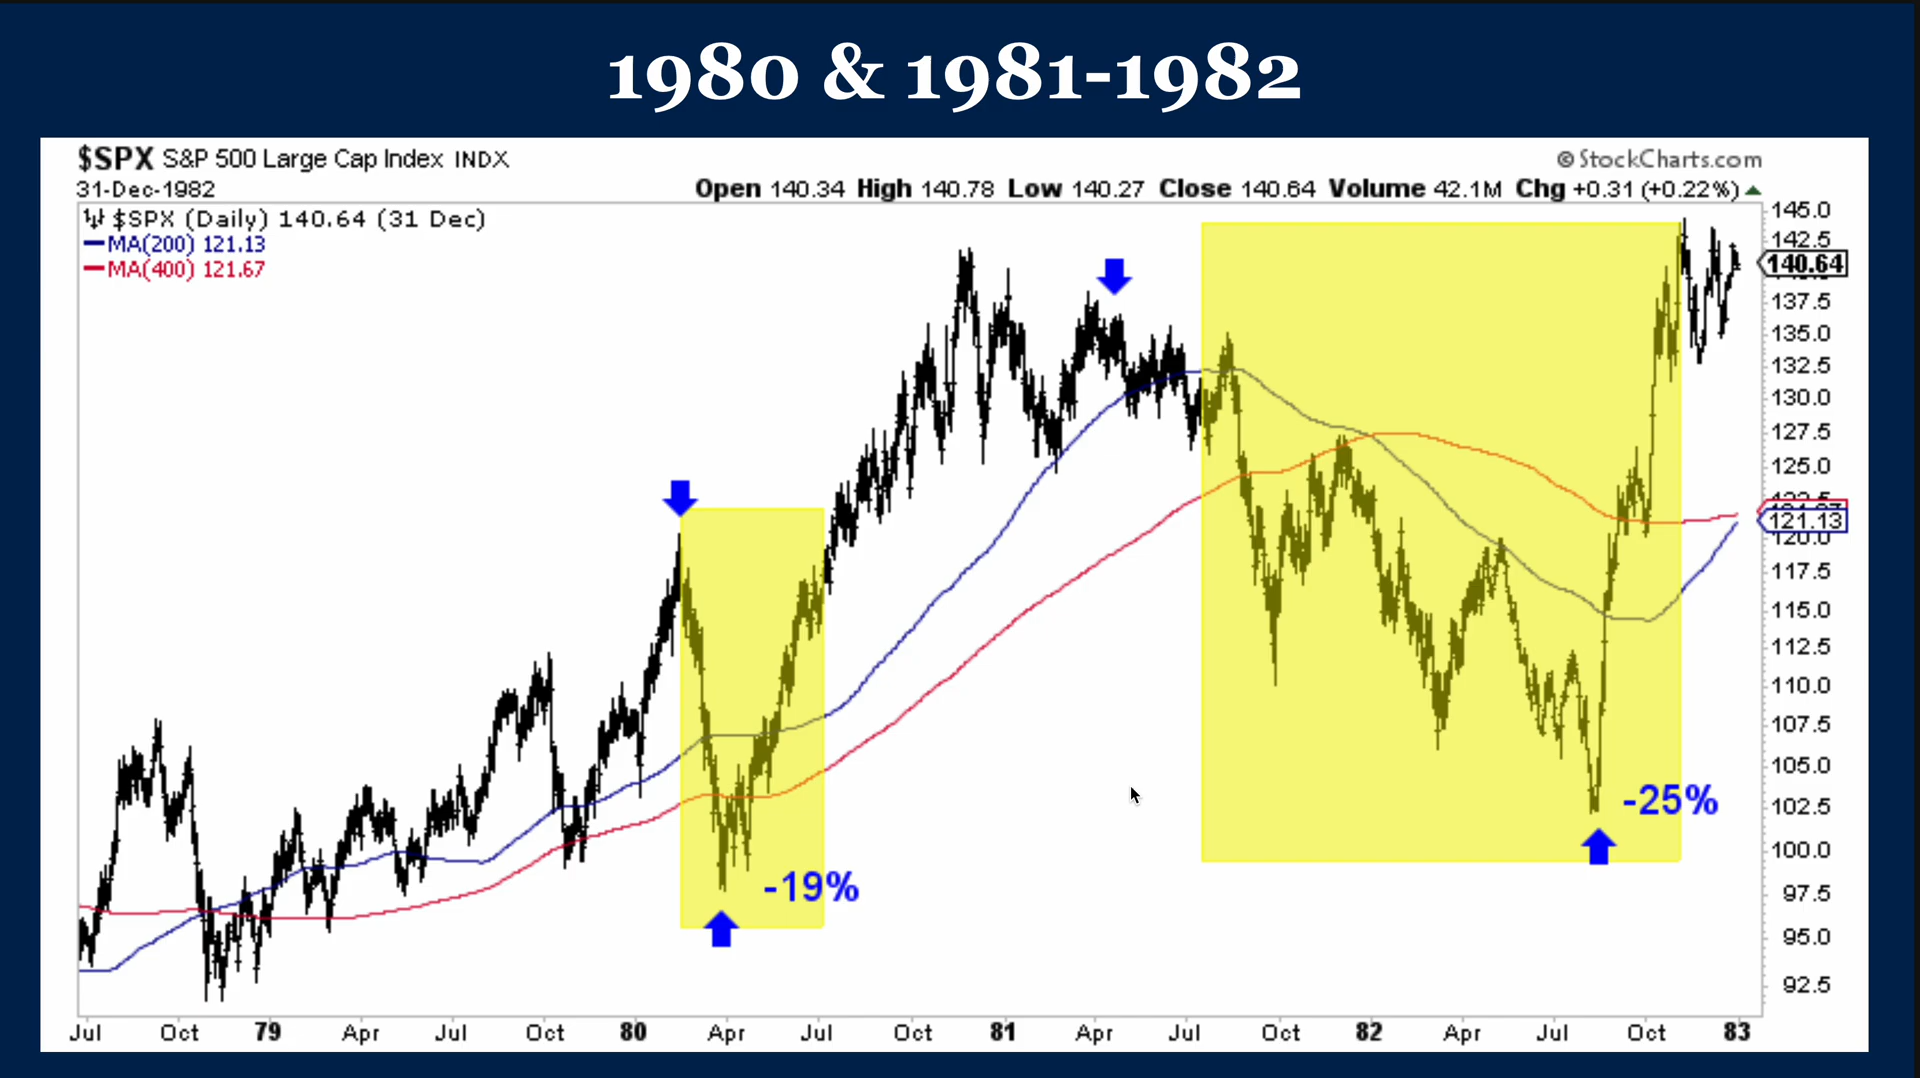 1980 & 1981-1982
$SPX S&P 500 Large Cap Index INDX
© StockCharts.com
31-Dec-1982
Open 140.34 High 140.78 Low 140.27 Close 140.64 Volume 42.1M Chg +0.31 (+0.22%)
$SPX (Daily) 140.64 (31 Dec)
MA(200) 121.13
MA(400) 121.67
145.0
142.5
140.64
137.5
135.0
132.5
130.0
127.5
125.0
121.13
120.0
117.5
115.0
112.5
110.0
107.5
105.0
102.5
100.0
97.5
95.0
92.5
-19%
-25%
Jul Oct 79 Apr Jul Oct 80 Apr Jul Oct 81 Apr Jul Oct 82 Apr Jul Oct 83